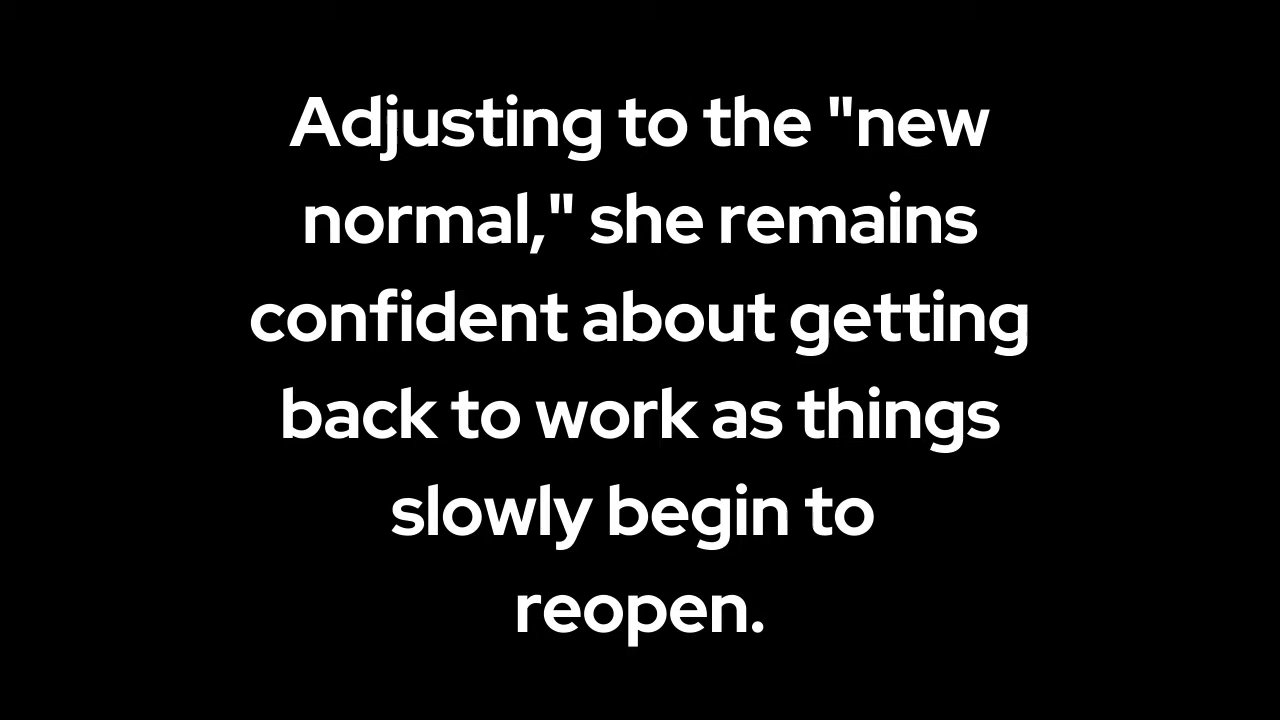 Adjusting to the "new
normal," she remains
confident about getting
back to work as things
slowly begin to
reopen.